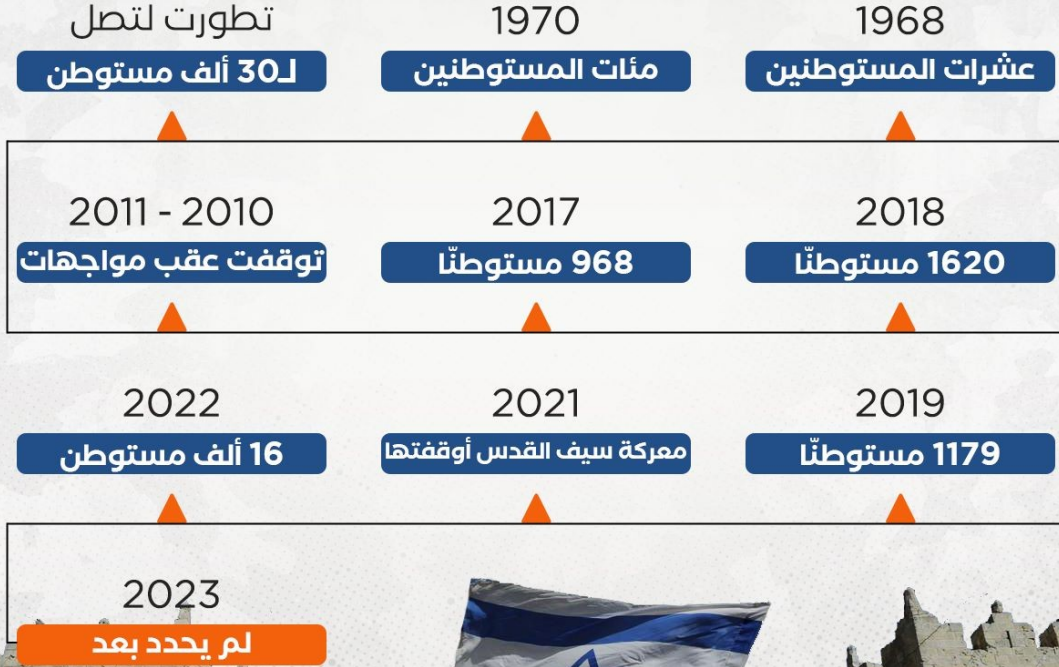 1968
عشرات المستوطنين
1970
مئات المستوطنين
تطورت لتصل
لـ30 ألف مستوطن
2018
1620 مستوطنًا
2017
968 مستوطنًا
2010 - 2011
توقفت عقب مواجهات
2019
1179 مستوطنًا
2021
معركة سيف القدس أوقفتها
2022
16 ألف مستوطن
2023
لم يحدد بعد